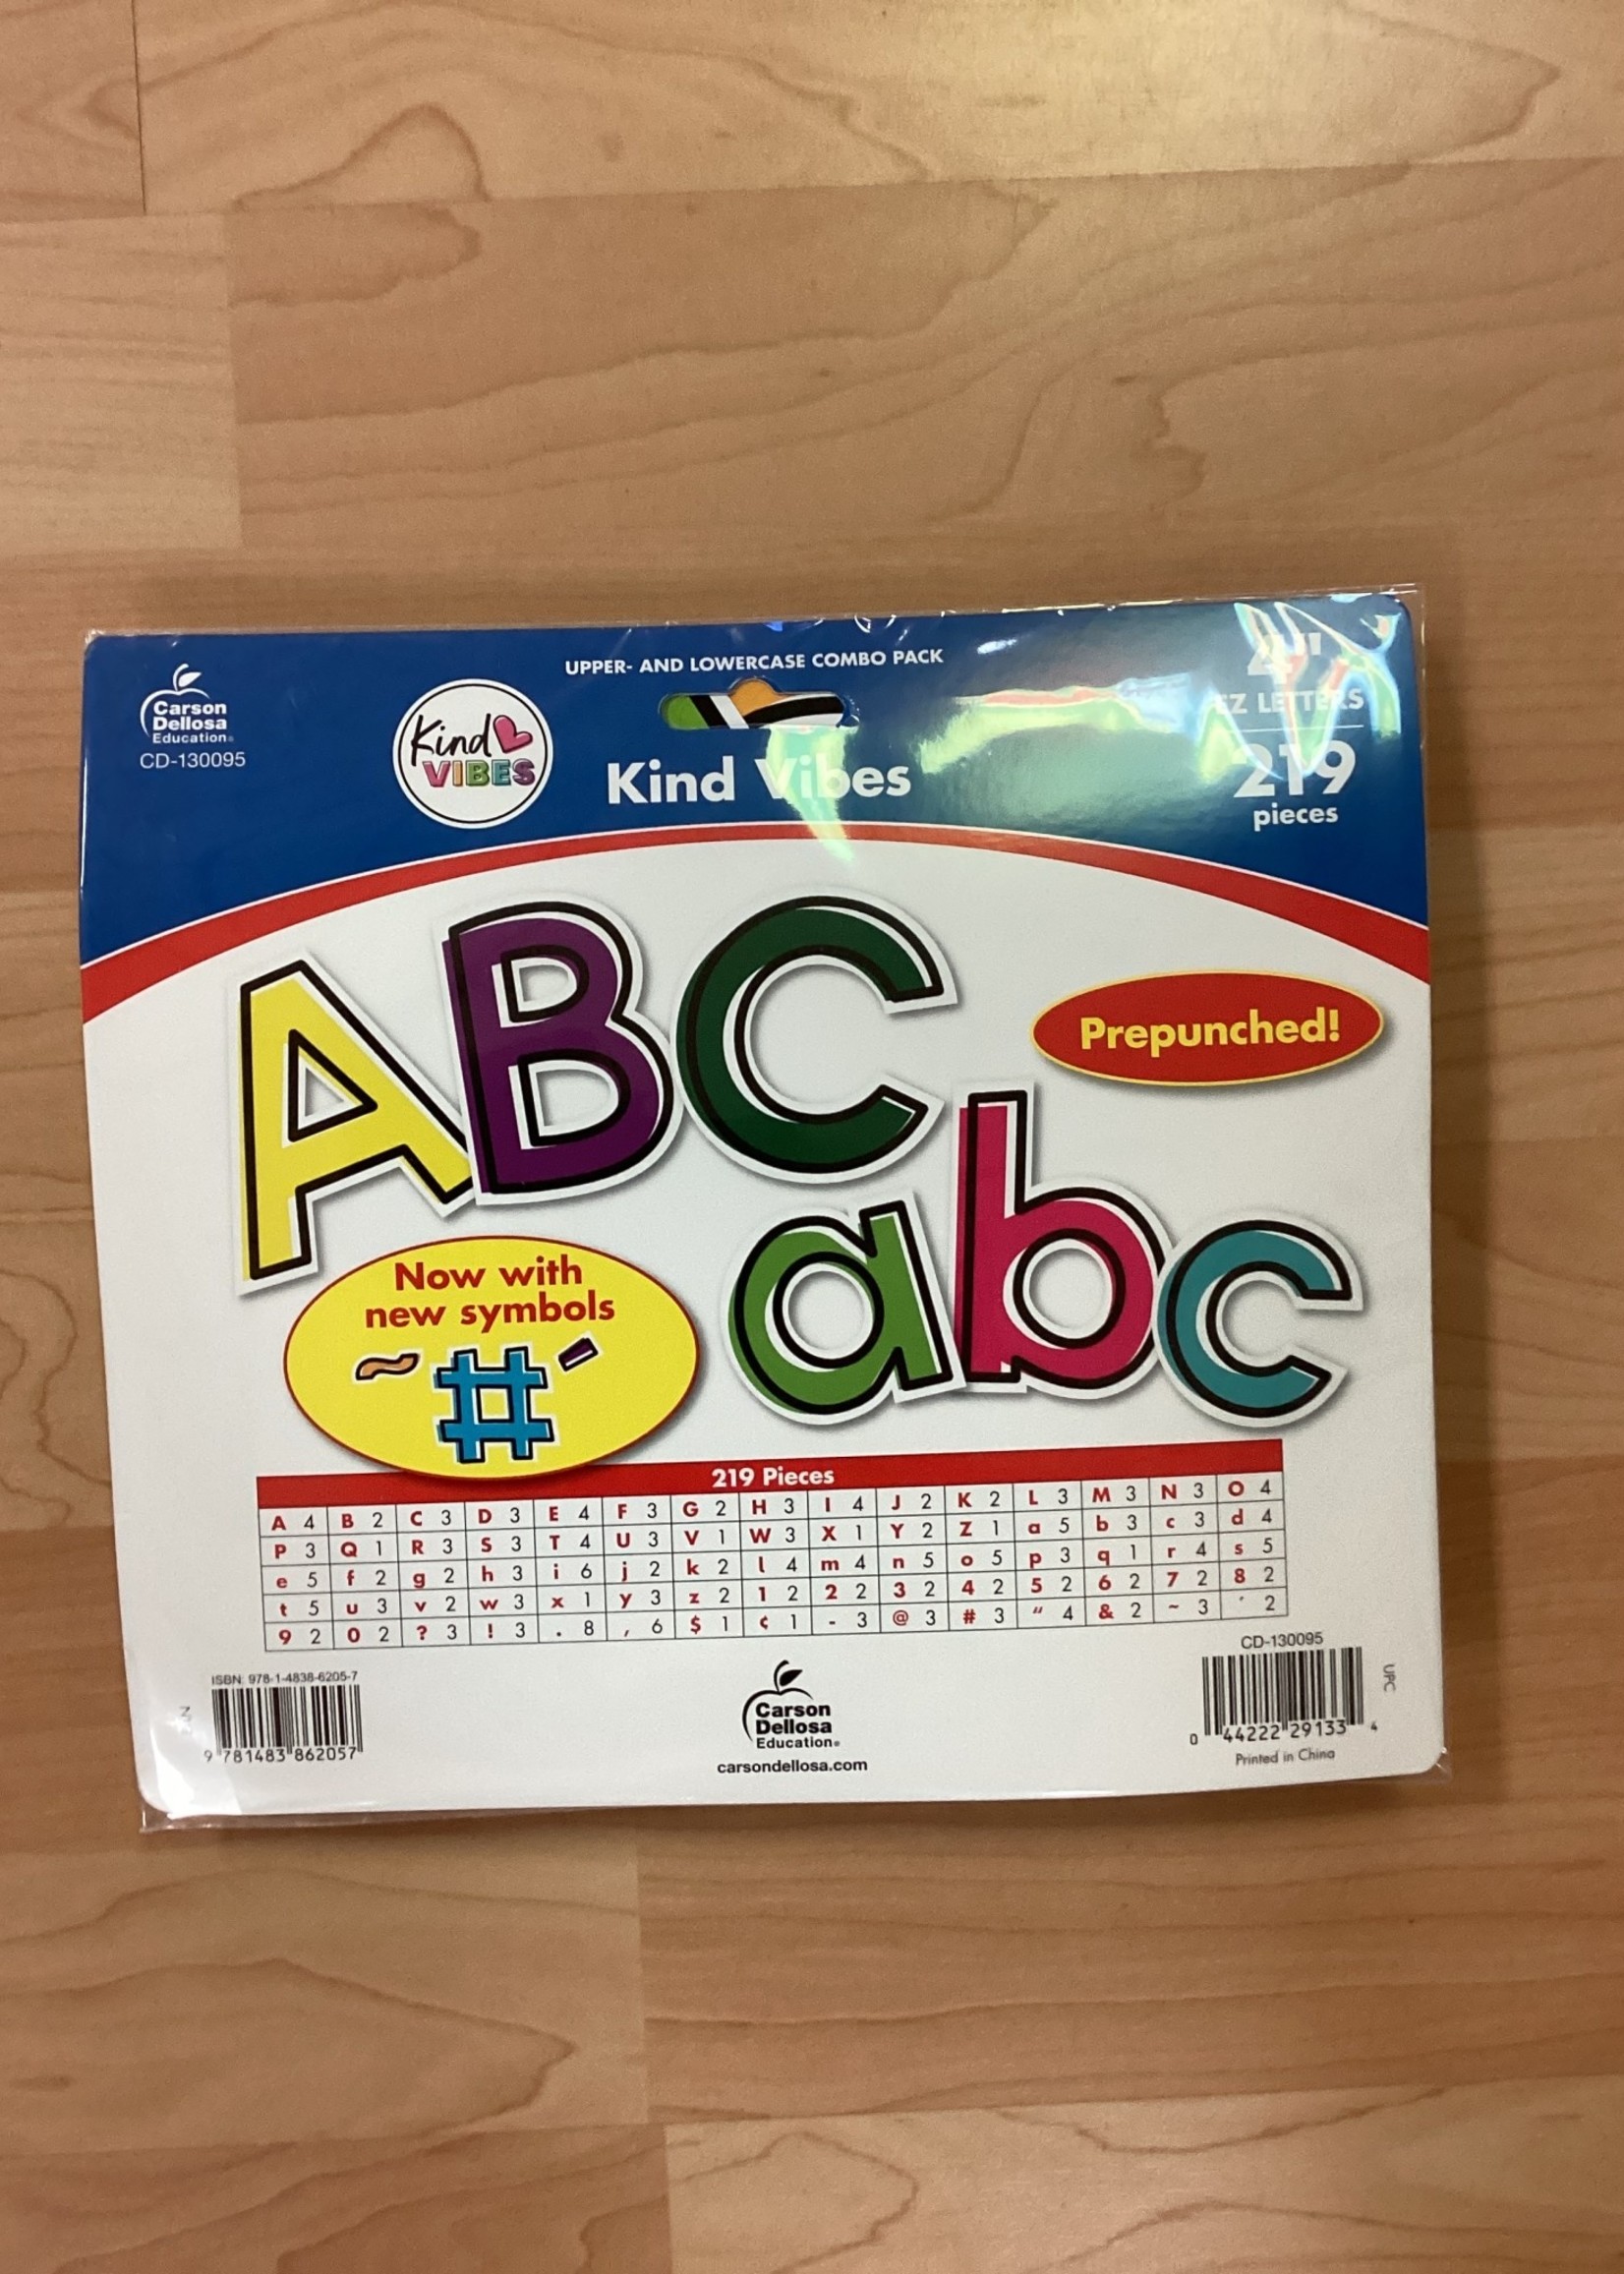 UPPER- AND LOWERCASE COMBO PACK
Carson
Dellosa
Education®
CD-130095
Kind
VIBES
Kind Vibes
4"
EZ LETTERS
219
pieces
ABC
Prepunched!
abc
Now with
new symbols
~ # '
219 Pieces
A 4 B 2 C 3 D 3 E 4 F 3 G 2 H 3 I 4 J 2 K 2 L 3 M 3 N 3 O 4
P 3 Q 1 R 3 S 3 T 4 U 3 V 1 W 3 X 1 Y 2 Z 1 a 5 b 3 c 3 d 4
e 5 f 2 g 2 h 3 i 6 j 2 k 2 l 4 m 4 n 5 o 5 p 3 q 1 r 4 s 5
t 5 u 3 v 2 w 3 x 1 y 3 z 2 1 2 2 2 3 2 4 2 5 2 6 2 7 2 8 2
9 2 0 2 ? 3 ! 3 . 8 , 6 $ 1 ¢ 1 - 3 @ 3 # 3 " 4 & 2 ~ 3 ' 2
ISBN: 978-1-4838-6205-7
9 781483 862057
Carson
Dellosa
Education®
carsondellosa.com
CD-130095
UPC
0 44222 29133 4
Printed in China